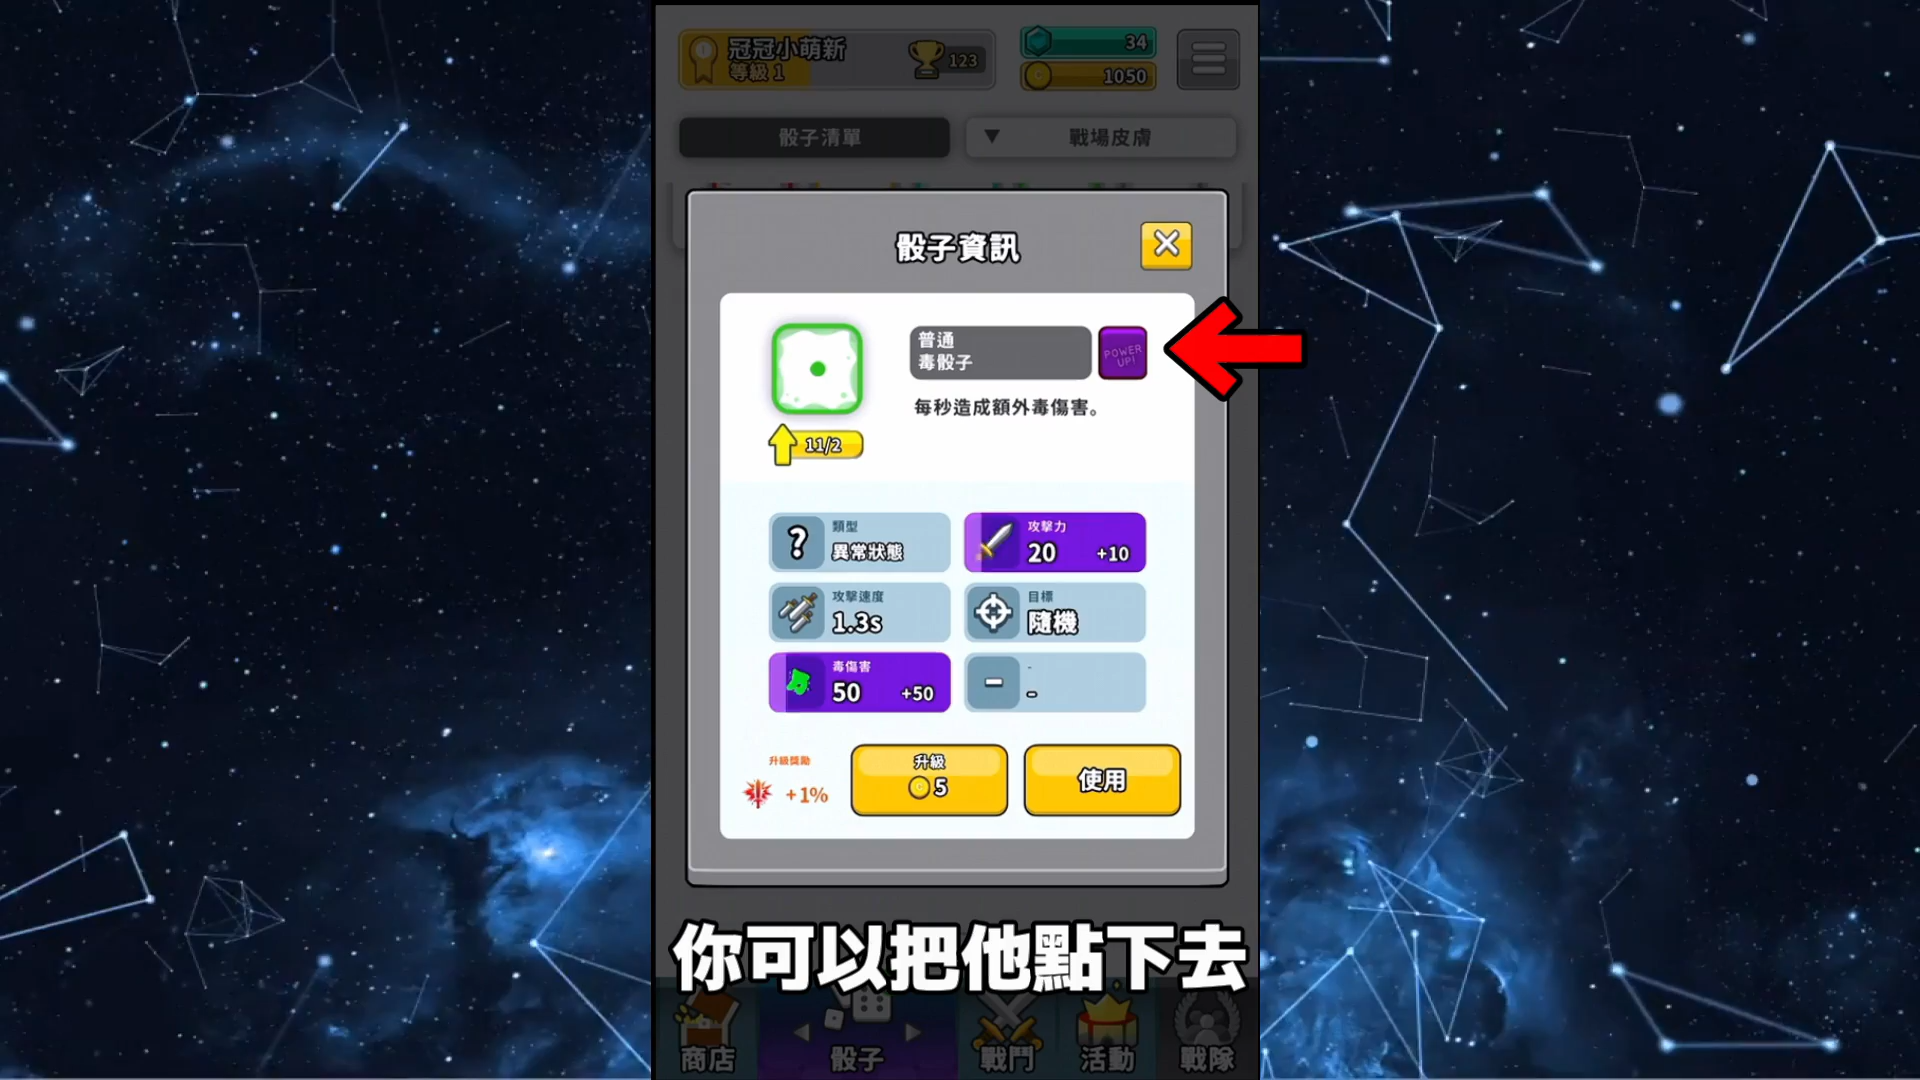 冠冠小萌新
等級 1
123
34
1050
骰子清單
▼ 戰場皮膚
骰子資訊
普通
毒骰子
POWER
UP!
每秒造成額外毒傷害。
11/2
類型
異常狀態
攻擊力
20 +10
攻擊速度
1.3s
目標
隨機
毒傷害
50 +50
-
-
升級獎勵
+1%
升級
5
使用
你可以把他點下去
商店
骰子
戰鬥
活動
戰隊